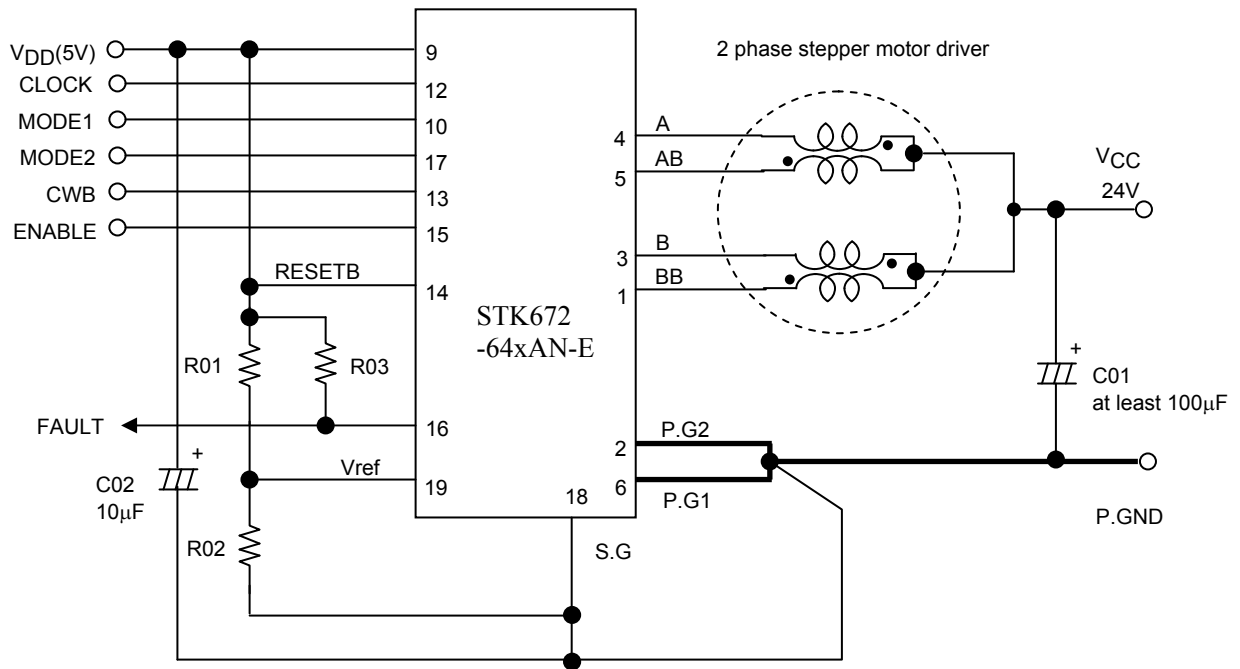 VDD(5V)
CLOCK
MODE1
MODE2
CWB
ENABLE
RESETB
R01
R03
FAULT
Vref
C02
10μF
+
R02
9
12
10
17
13
15
14
16
19
STK672
-64xAN-E
18
4
5
3
1
2
6
S.G
2 phase stepper motor driver
A
AB
B
BB
VCC
24V
+
C01
at least 100μF
P.G2
P.G1
P.GND